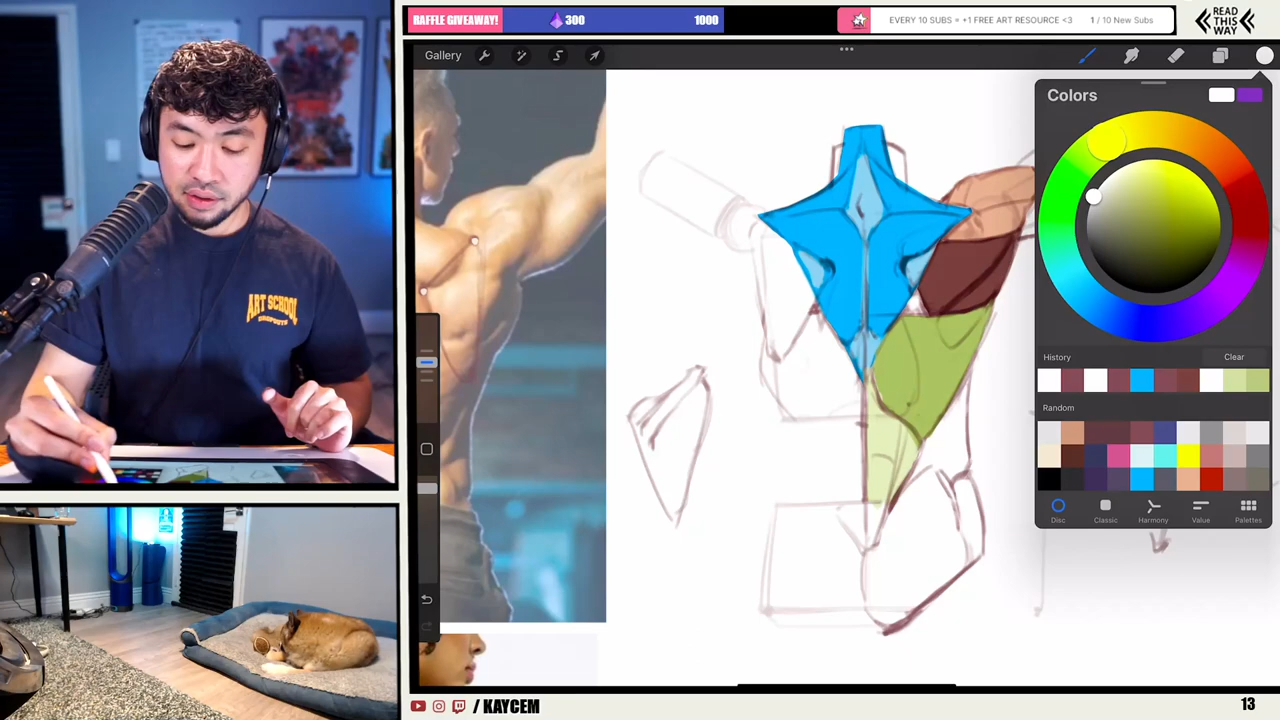 RAFFLE GIVEAWAY! 300 1000
EVERY 10 SUBS = +1 FREE ART RESOURCE <3 1 / 10 New Subs
READ
THIS
WAY
Gallery
Colors
History Clear
Random
Disc Classic Harmony Value Palettes
ART SCHOOL
DROPOUTS
/ KAYCEM
13